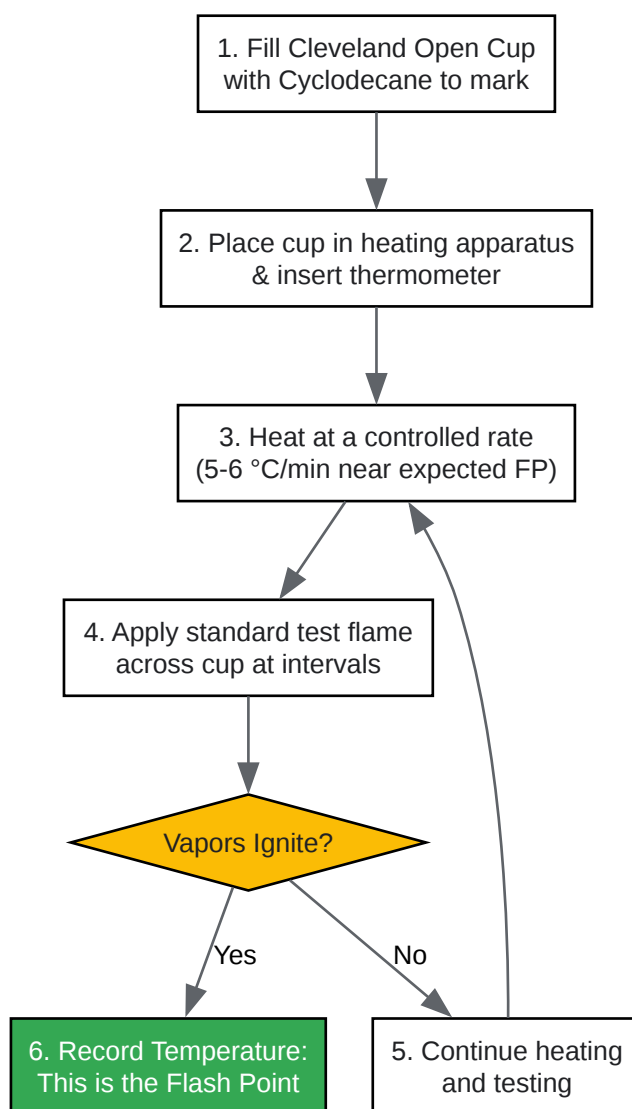 1. Fill Cleveland Open Cup
with Cyclodecane to mark
2. Place cup in heating apparatus
& insert thermometer
3. Heat at a controlled rate
(5-6 °C/min near expected FP)
4. Apply standard test flame
across cup at intervals
Vapors Ignite?
Yes
No
6. Record Temperature:
This is the Flash Point
5. Continue heating
and testing